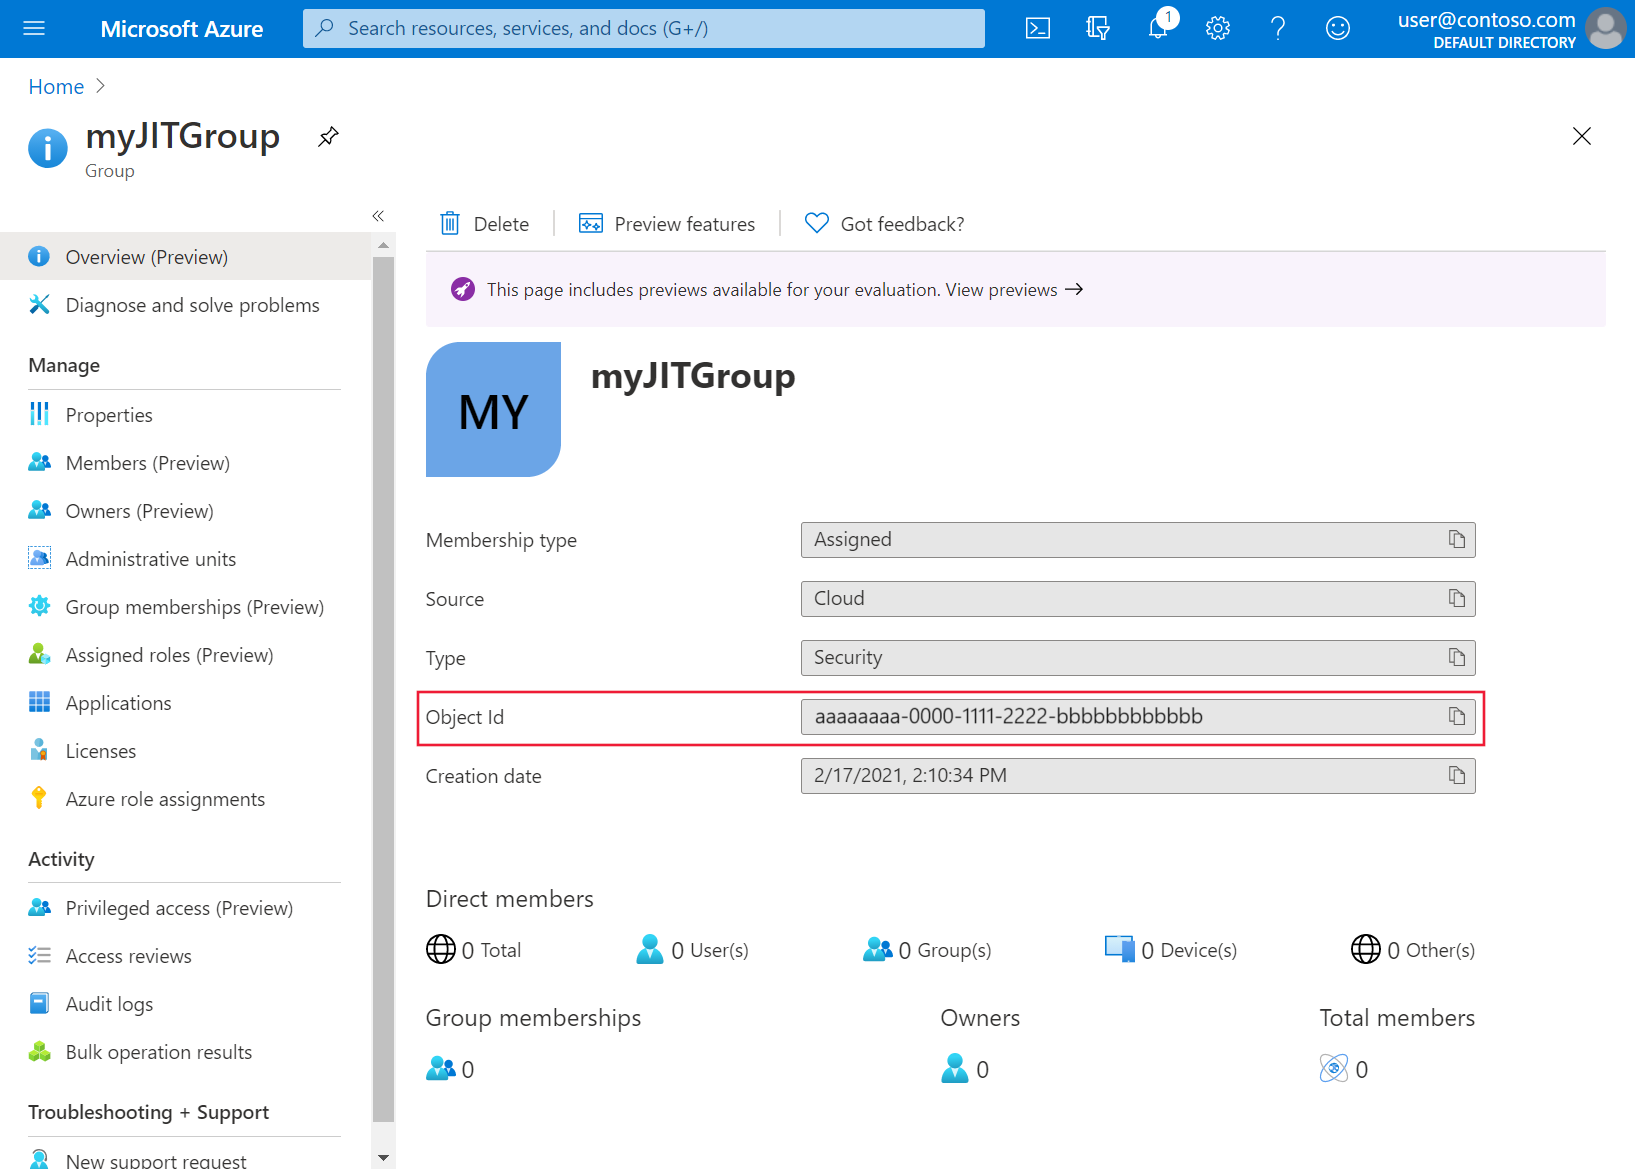 Microsoft Azure
Search resources, services, and docs (G+/)
1
user@contoso.com
DEFAULT DIRECTORY
Home
myJITGroup
Group
Overview (Preview)
Diagnose and solve problems
Manage
Properties
Members (Preview)
Owners (Preview)
Administrative units
Group memberships (Preview)
Assigned roles (Preview)
Applications
Licenses
Azure role assignments
Activity
Privileged access (Preview)
Access reviews
Audit logs
Bulk operation results
Troubleshooting + Support
New support request
Delete
Preview features
Got feedback?
This page includes previews available for your evaluation. View previews →
MY
myJITGroup
Membership type
Assigned
Source
Cloud
Type
Security
Object Id
aaaaaaaa-0000-1111-2222-bbbbbbbbbbbb
Creation date
2/17/2021, 2:10:34 PM
Direct members
0 Total
0 User(s)
0 Group(s)
0 Device(s)
0 Other(s)
Group memberships
0
Owners
0
Total members
0